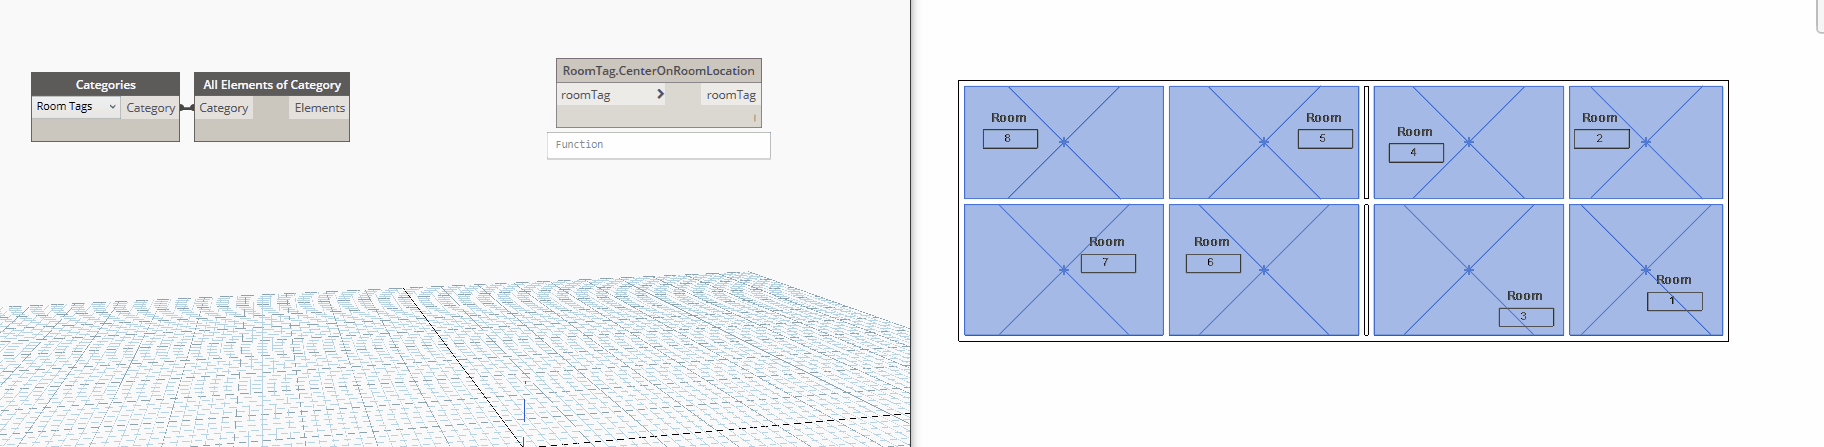 Categories
Room Tags Category
All Elements of Category
Category Elements
RoomTag.CenterOnRoomLocation
roomTag > roomTag
l
Function
Room
8
Room
5
Room
4
Room
2
Room
7
Room
6
Room
3
Room
1